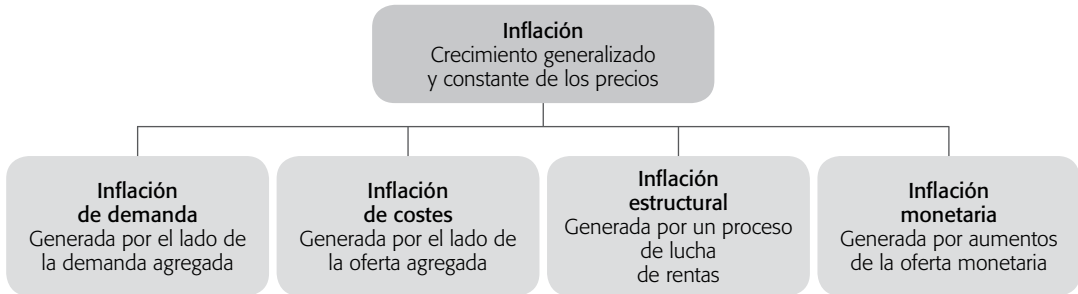 Inflación
Crecimiento generalizado
y constante de los precios
Inflación
de demanda
Generada por el lado de
la demanda agregada
Inflación
de costes
Generada por el lado de
la oferta agregada
Inflación
estructural
Generada por un proceso
de lucha
de rentas
Inflación
monetaria
Generada por aumentos
de la oferta monetaria